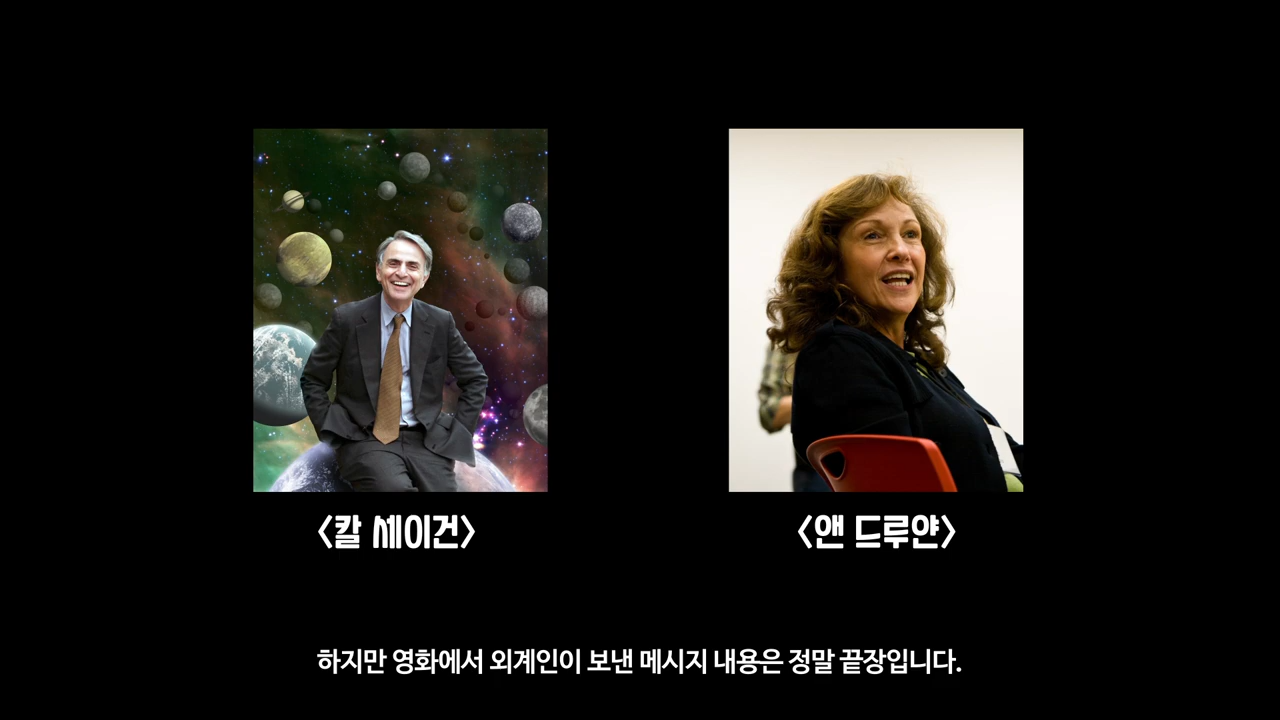 <칼 세이건>
<앤 드루얀>
하지만 영화에서 외계인이 보낸 메시지 내용은 정말 끝장입니다.